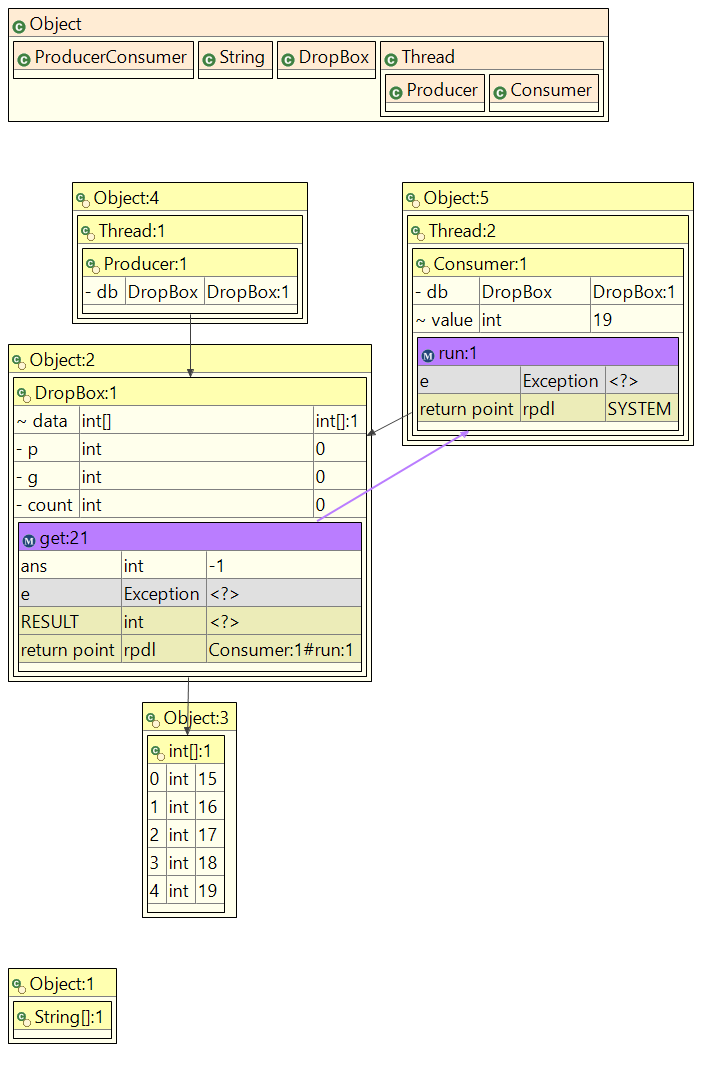 Object
ProducerConsumer String DropBox Thread
Producer Consumer
Object:4
Thread:1
Producer:1
- db DropBox DropBox:1
Object:5
Thread:2
Consumer:1
- db DropBox DropBox:1
~ value int 19
run:1
e Exception <?>
return point rpdl SYSTEM
Object:2
DropBox:1
~ data int[] int[]:1
- p int 0
- g int 0
- count int 0
get:21
ans int -1
e Exception <?>
RESULT int <?>
return point rpdl Consumer:1#run:1
Object:3
int[]:1
0 int 15
1 int 16
2 int 17
3 int 18
4 int 19
Object:1
String[]:1